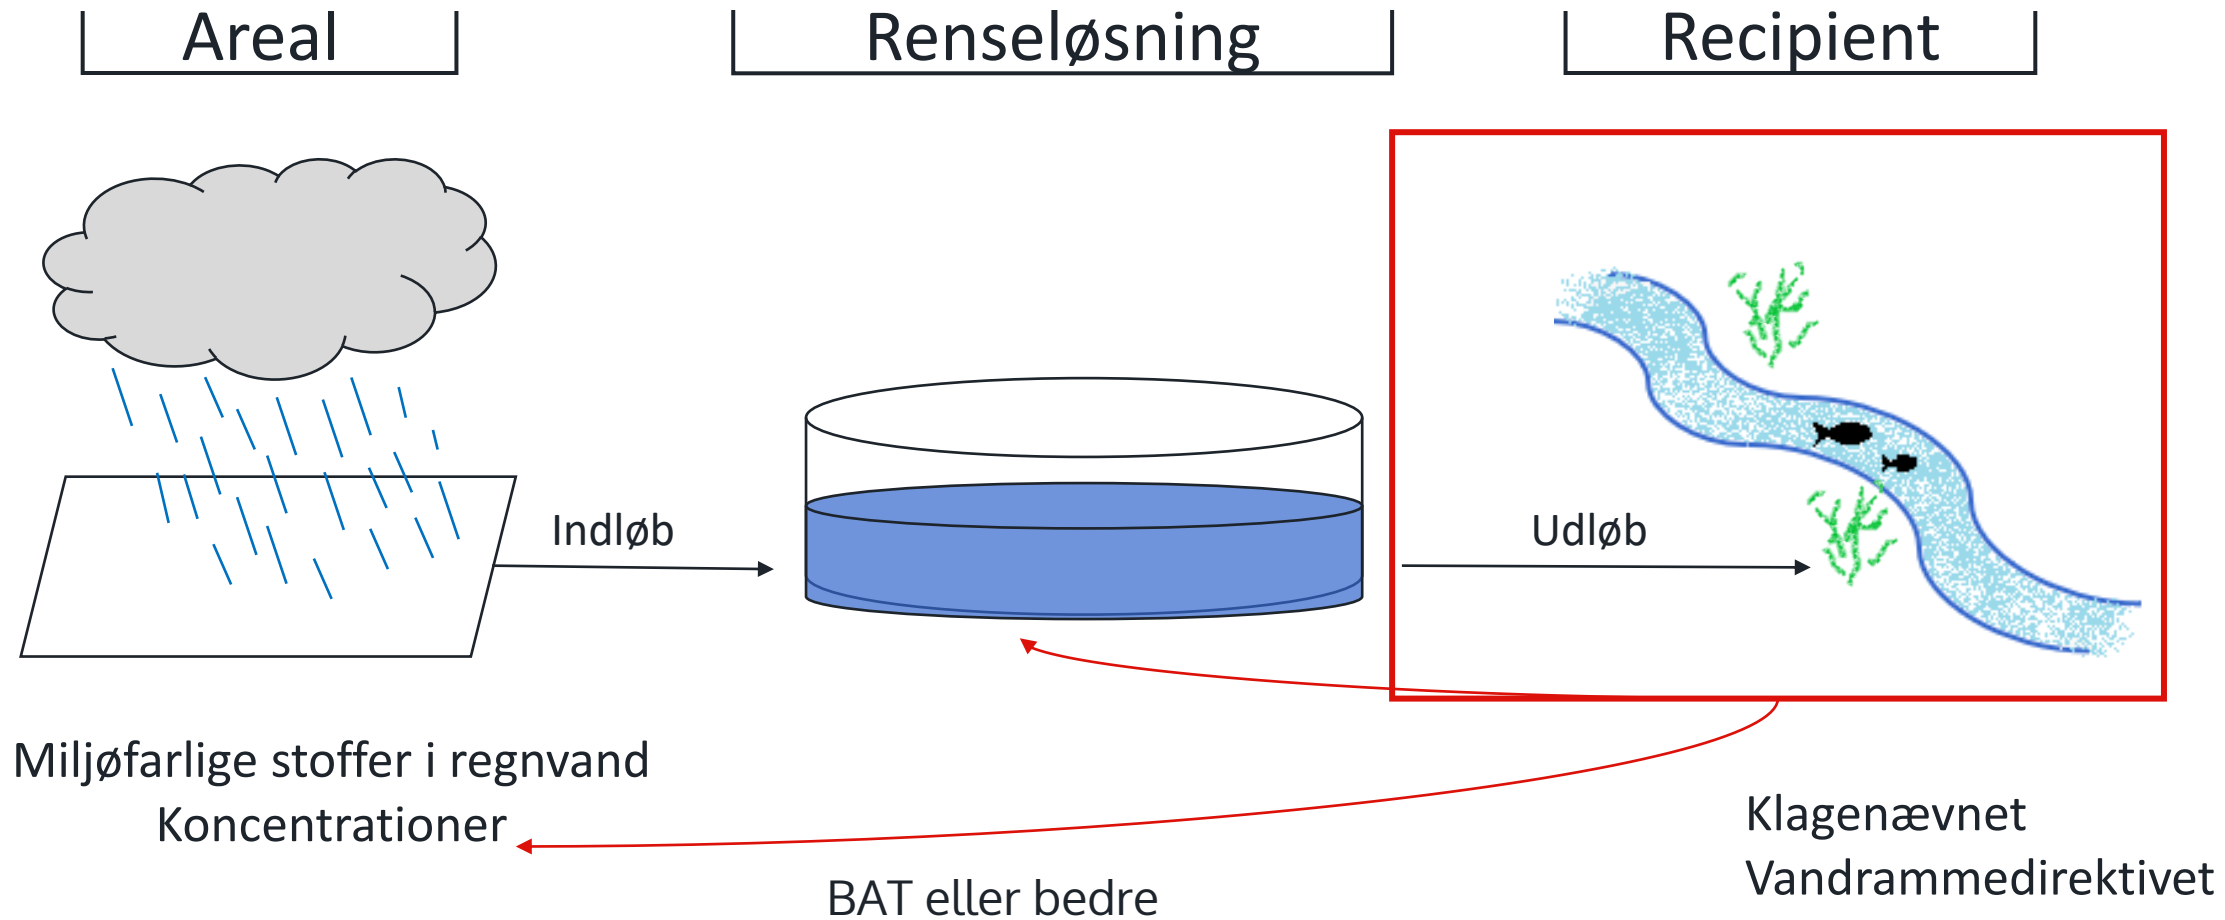 Areal
Renseløsning
Recipient
Indløb
Udløb
Miljøfarlige stoffer i regnvand
Koncentrationer
Klagenævnet
Vandrammedirektivet
BAT eller bedre